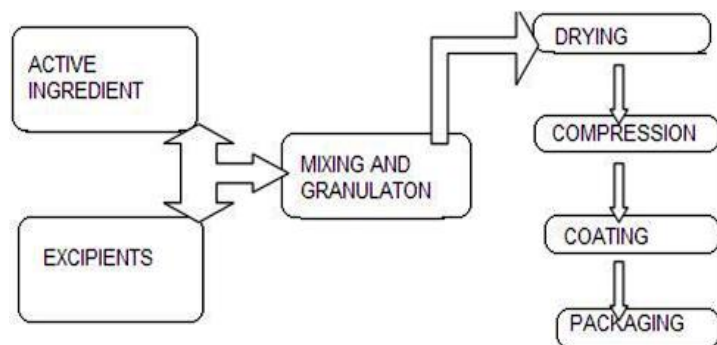 ACTIVE
INGREDIENT
EXCIPIENTS
MIXING AND
GRANULATON
DRYING
COMPRESSION
COATING
PACKAGING